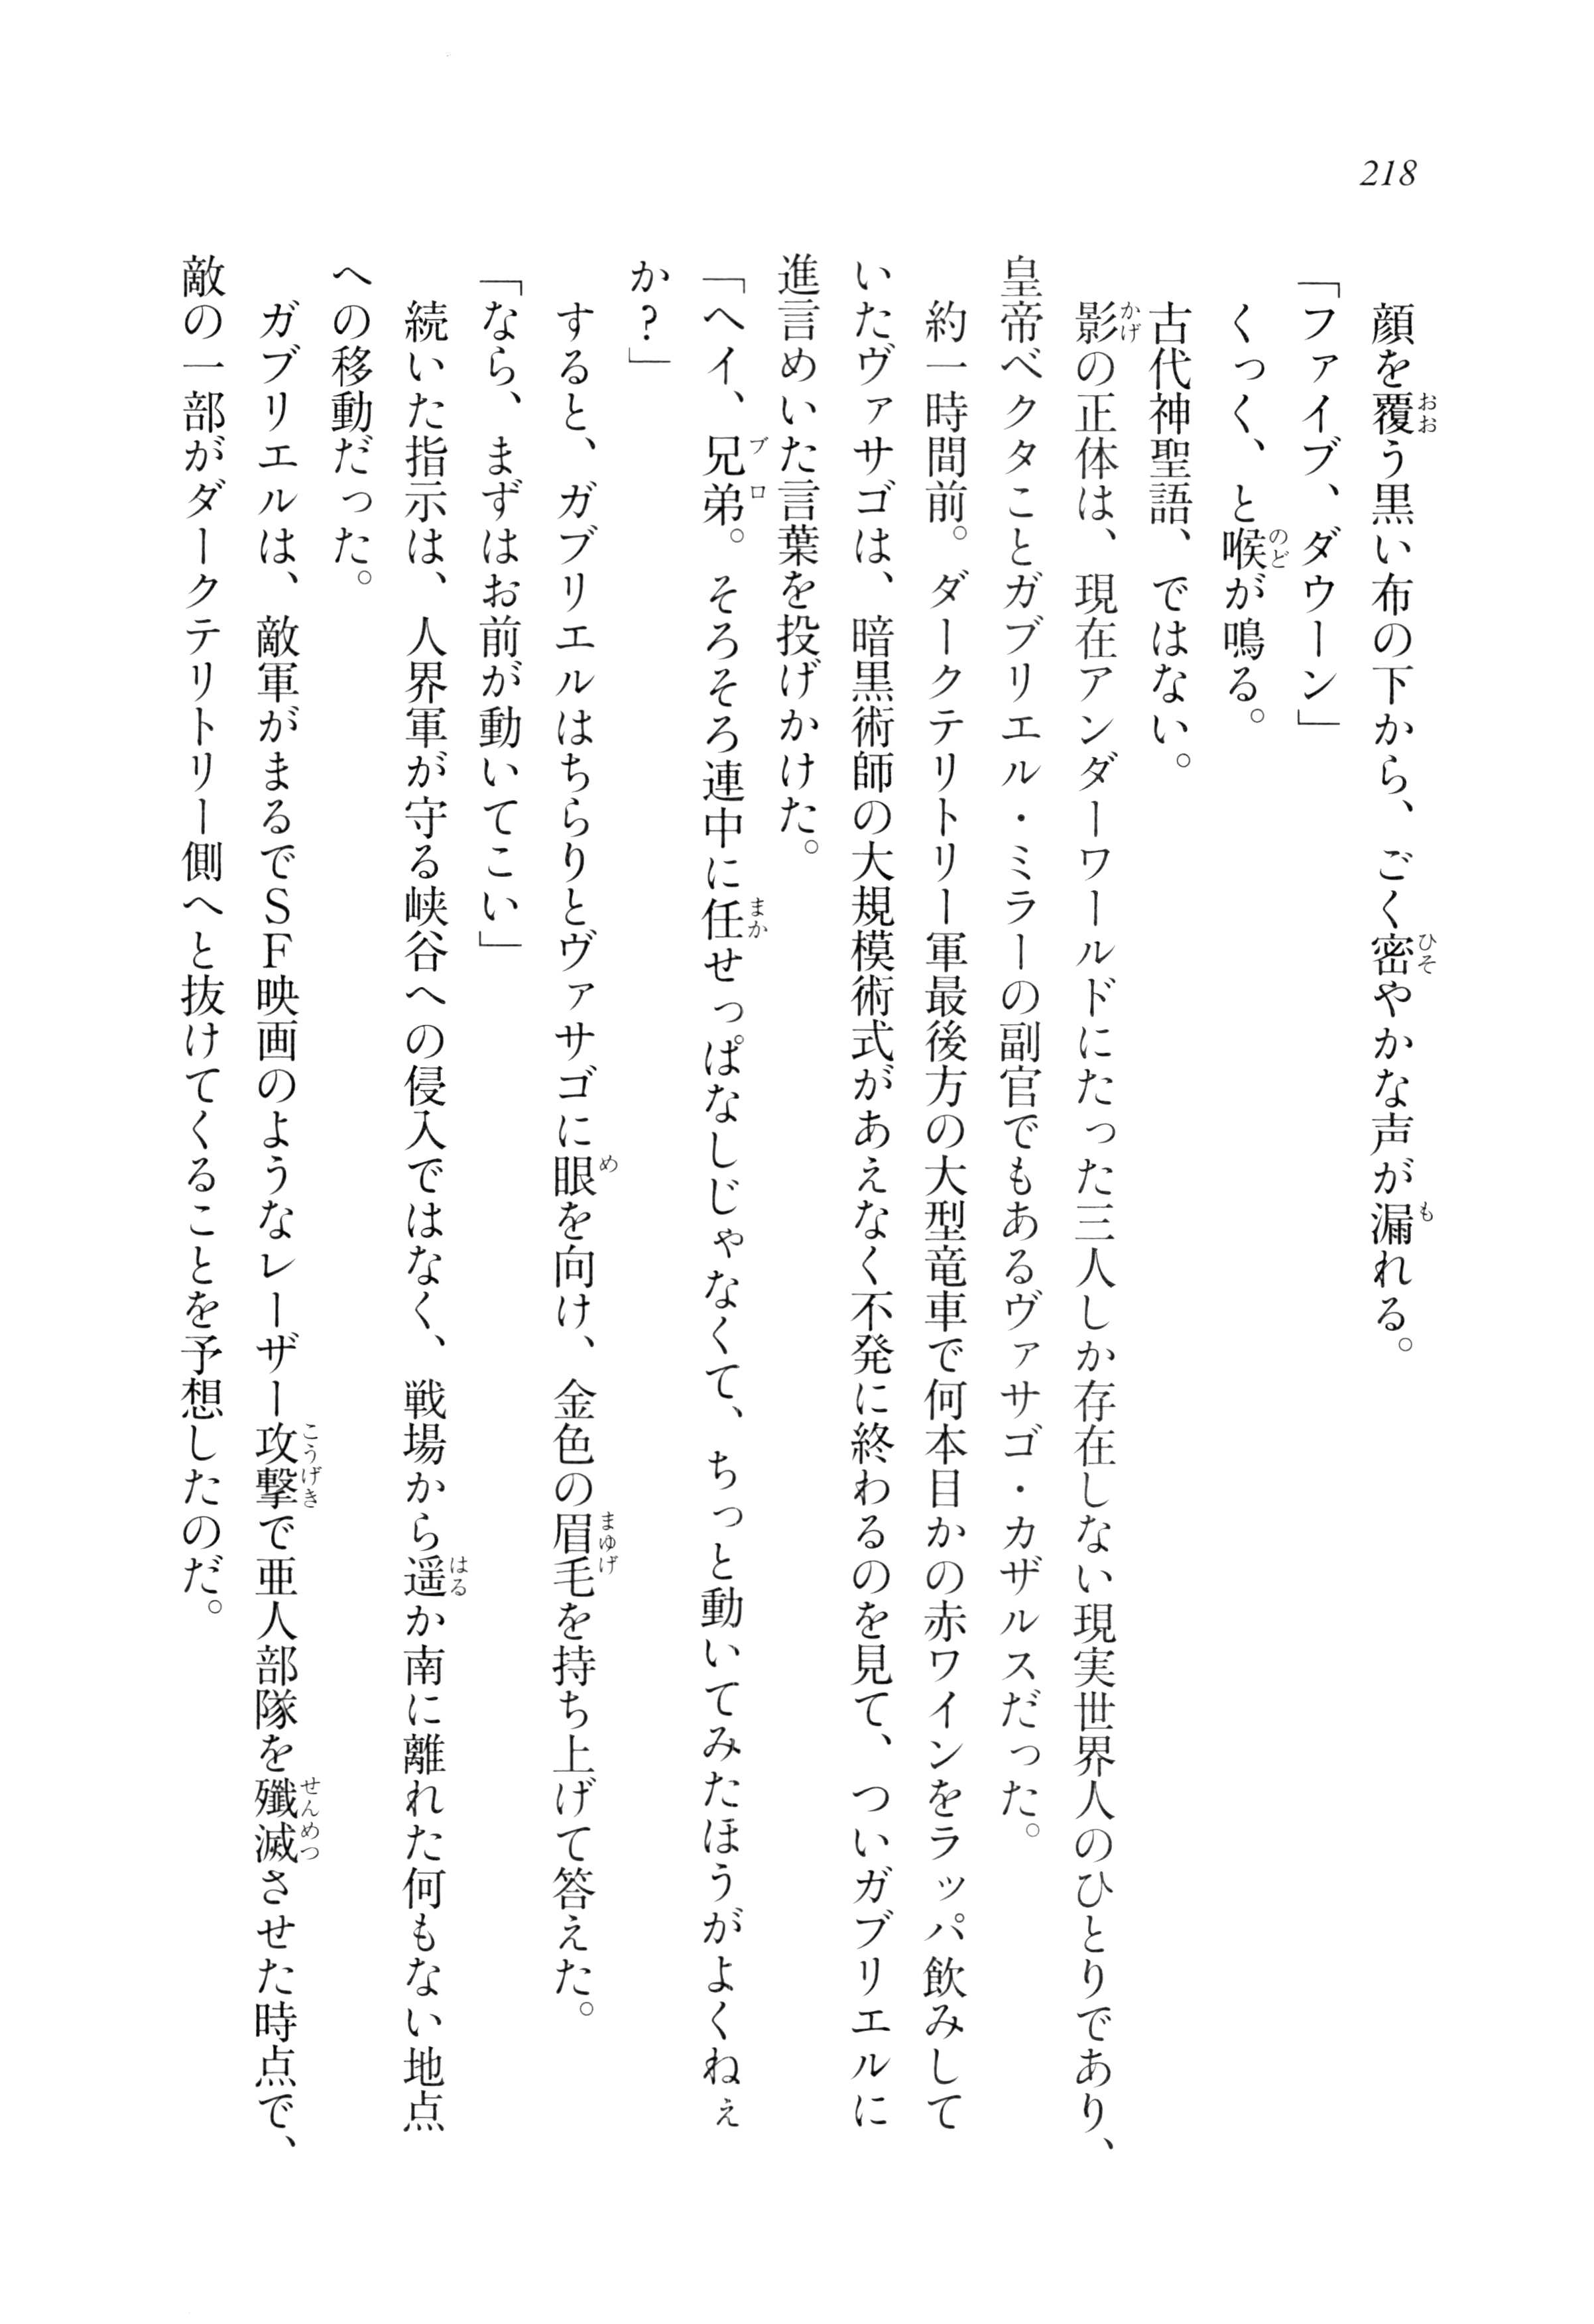 218
顔を覆う黒い布の下から、ごく密やかな声が漏れる。
「ファイブ、ダウーン」
くっく、と喉が鳴る。
古代神聖語、ではない。
影の正体は、現在アンダーワールドにたった三人しか存在しない現実世界人のひとりであり、
皇帝ベクタことガブリエル・ミラーの副官でもあるヴァサゴ・カザルスだった。
約一時間前。ダークテリトリー軍最後方の大型竜車で何本目かの赤ワインをラッパ飲みして
いたヴァサゴは、暗黒術師の大規模術式があえなく不発に終わるのを見て、ついガブリエルに
進言めいた言葉を投げかけた。
「ヘイ、兄弟。そろそろ連中に任せっぱなしじゃなくて、ちっと動いてみたほうがよくねぇ
か?」
すると、ガブリエルはちらりとヴァサゴに眼を向け、金色の眉毛を持ち上げて答えた。
「なら、まずはお前が動いてこい」
続いた指示は、人界軍が守る峡谷への侵入ではなく、戦場から遥か南に離れた何もない地点
への移動だった。
ガブリエルは、敵軍がまるでＳＦ映画のようなレーザー攻撃で亜人部隊を殲滅させた時点で、
敵の一部がダークテリトリー側へと抜けてくることを予想したのだ。